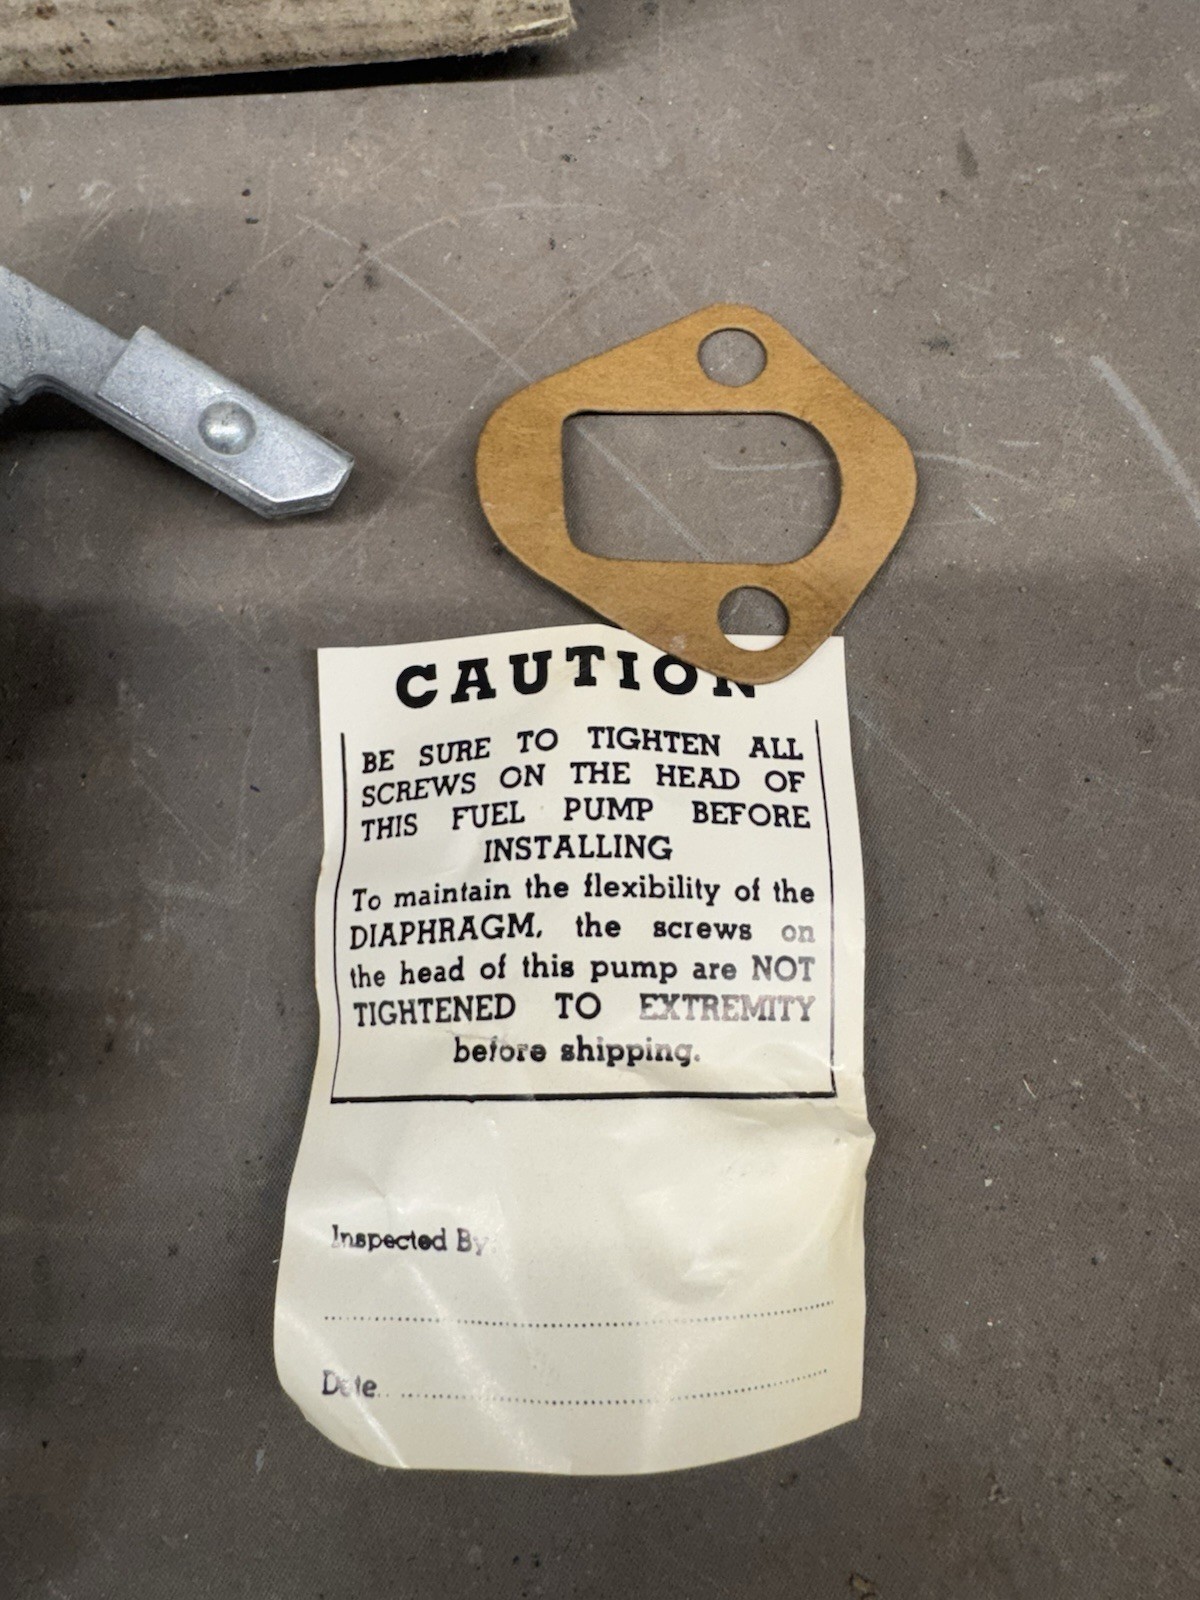 CAUTION
BE SURE TO TIGHTEN ALL
SCREWS ON THE HEAD OF
THIS FUEL PUMP BEFORE
INSTALLING
To maintain the flexibility of the
DIAPHRAGM, the screws on
the head of this pump are NOT
TIGHTENED TO EXTREMITY
before shipping.
Inspected By
Date